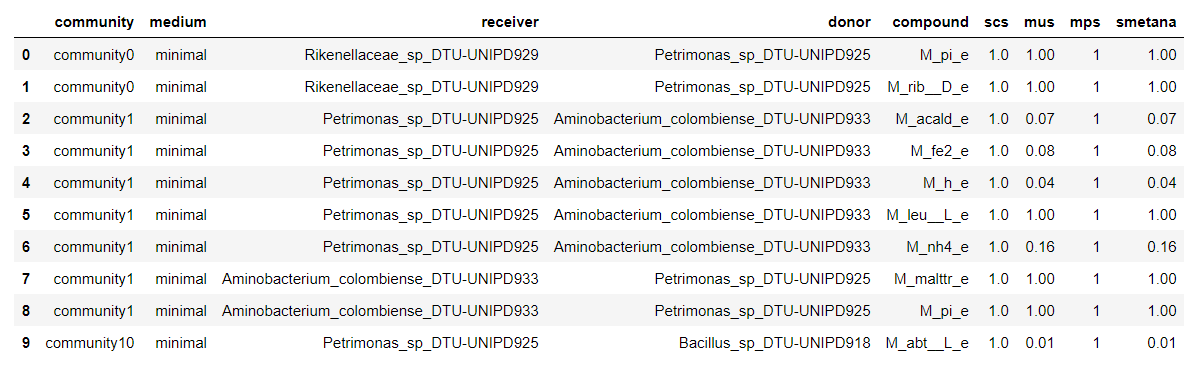 community medium receiver donor compound scs mus mps smetana
0 community0 minimal Rikenellaceae_sp_DTU-UNIPD929 Petrimonas_sp_DTU-UNIPD925 M_pi_e 1.0 1.00 1 1.00
1 community0 minimal Rikenellaceae_sp_DTU-UNIPD929 Petrimonas_sp_DTU-UNIPD925 M_rib__D_e 1.0 1.00 1 1.00
2 community1 minimal Petrimonas_sp_DTU-UNIPD925 Aminobacterium_colombiense_DTU-UNIPD933 M_acald_e 1.0 0.07 1 0.07
3 community1 minimal Petrimonas_sp_DTU-UNIPD925 Aminobacterium_colombiense_DTU-UNIPD933 M_fe2_e 1.0 0.08 1 0.08
4 community1 minimal Petrimonas_sp_DTU-UNIPD925 Aminobacterium_colombiense_DTU-UNIPD933 M_h_e 1.0 0.04 1 0.04
5 community1 minimal Petrimonas_sp_DTU-UNIPD925 Aminobacterium_colombiense_DTU-UNIPD933 M_leu__L_e 1.0 1.00 1 1.00
6 community1 minimal Petrimonas_sp_DTU-UNIPD925 Aminobacterium_colombiense_DTU-UNIPD933 M_nh4_e 1.0 0.16 1 0.16
7 community1 minimal Aminobacterium_colombiense_DTU-UNIPD933 Petrimonas_sp_DTU-UNIPD925 M_malttr_e 1.0 1.00 1 1.00
8 community1 minimal Aminobacterium_colombiense_DTU-UNIPD933 Petrimonas_sp_DTU-UNIPD925 M_pi_e 1.0 1.00 1 1.00
9 community10 minimal Petrimonas_sp_DTU-UNIPD925 Bacillus_sp_DTU-UNIPD918 M_abt__L_e 1.0 0.01 1 0.01